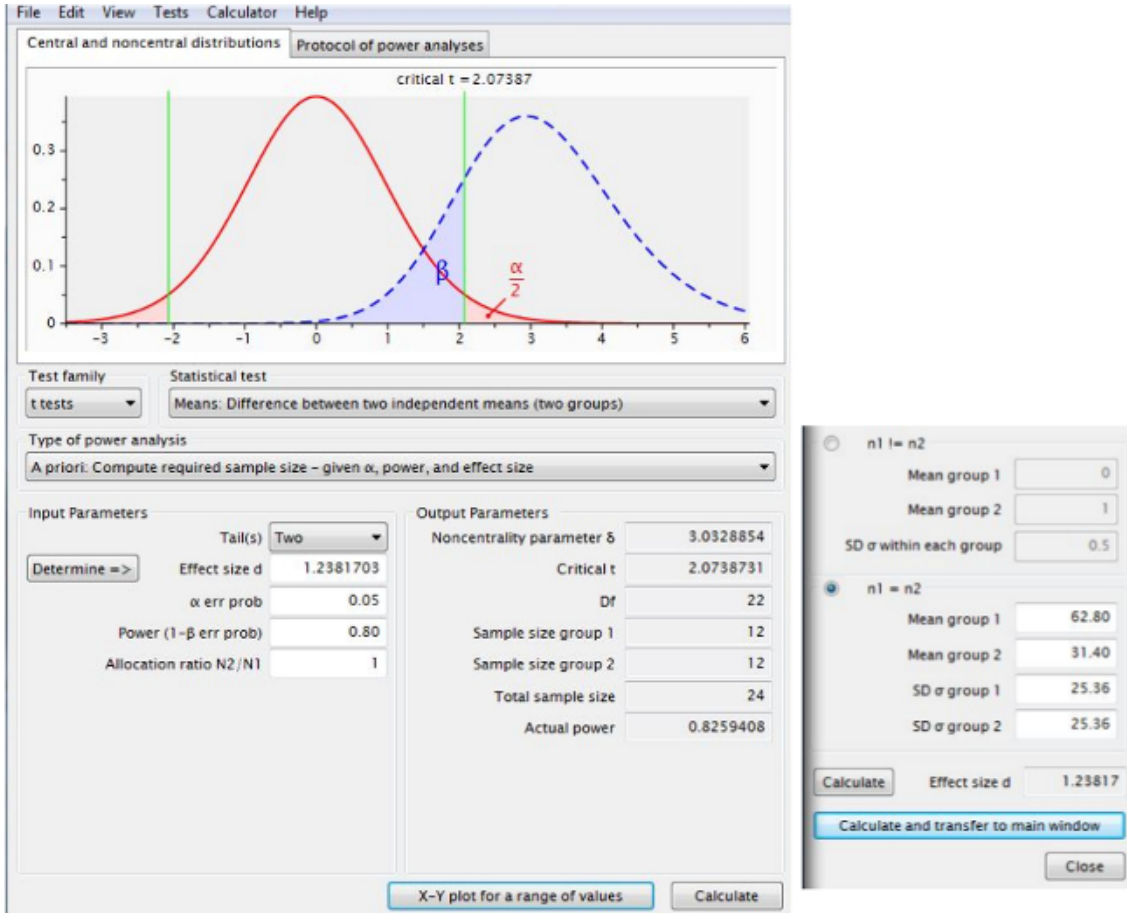 File Edit View Tests Calculator Help
Central and noncentral distributions Protocol of power analyses
critical t = 2.07387
0.3
0.2
0.1
0
β
α
2
-3 -2 -1 0 1 2 3 4 5 6
Test family Statistical test
t tests Means: Difference between two independent means (two groups)
Type of power analysis
A priori: Compute required sample size – given α, power, and effect size
Input Parameters
Tail(s) Two
Determine => Effect size d 1.2381703
α err prob 0.05
Power (1-β err prob) 0.80
Allocation ratio N2/N1 1
Output Parameters
Noncentrality parameter δ 3.0328854
Critical t 2.0738731
Df 22
Sample size group 1 12
Sample size group 2 12
Total sample size 24
Actual power 0.8259408
X-Y plot for a range of values Calculate
n1 != n2
Mean group 1 0
Mean group 2 1
SD σ within each group 0.5
n1 = n2
Mean group 1 62.80
Mean group 2 31.40
SD σ group 1 25.36
SD σ group 2 25.36
Calculate Effect size d 1.23817
Calculate and transfer to main window
Close